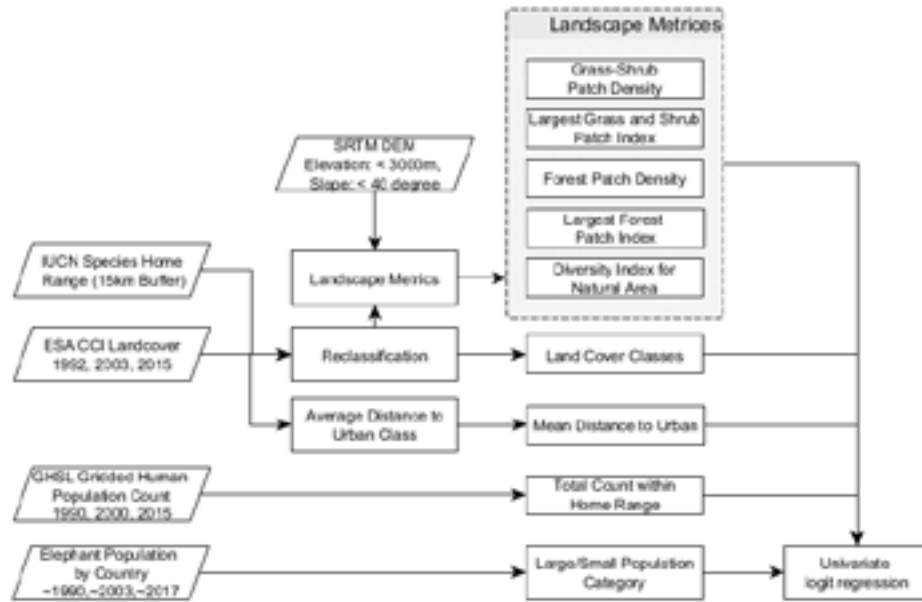 Landscape Metrices
Grass-Shrub
Patch Density
Largest Grass and Shrub
Patch Index
Forest Patch Density
Largest Forest
Patch Index
Diversity Index for
Natural Area
SRTM DEM
Elevation: < 3000m,
Slope: < 40 degree
IUCN Species Home
Range (15km Buffer)
Landscape Metrics
ESA CCI Landcover
1992, 2003, 2015
Reclassification
Land Cover Classes
Average Distance to
Urban Class
Mean Distance to Urban
GHSL Gridded Human
Population Count
1990, 2000, 2015
Total Count within
Home Range
Elephant Population
by Country
~1990,~2003,~2017
Large/Small Population
Category
Univariate
logit regression